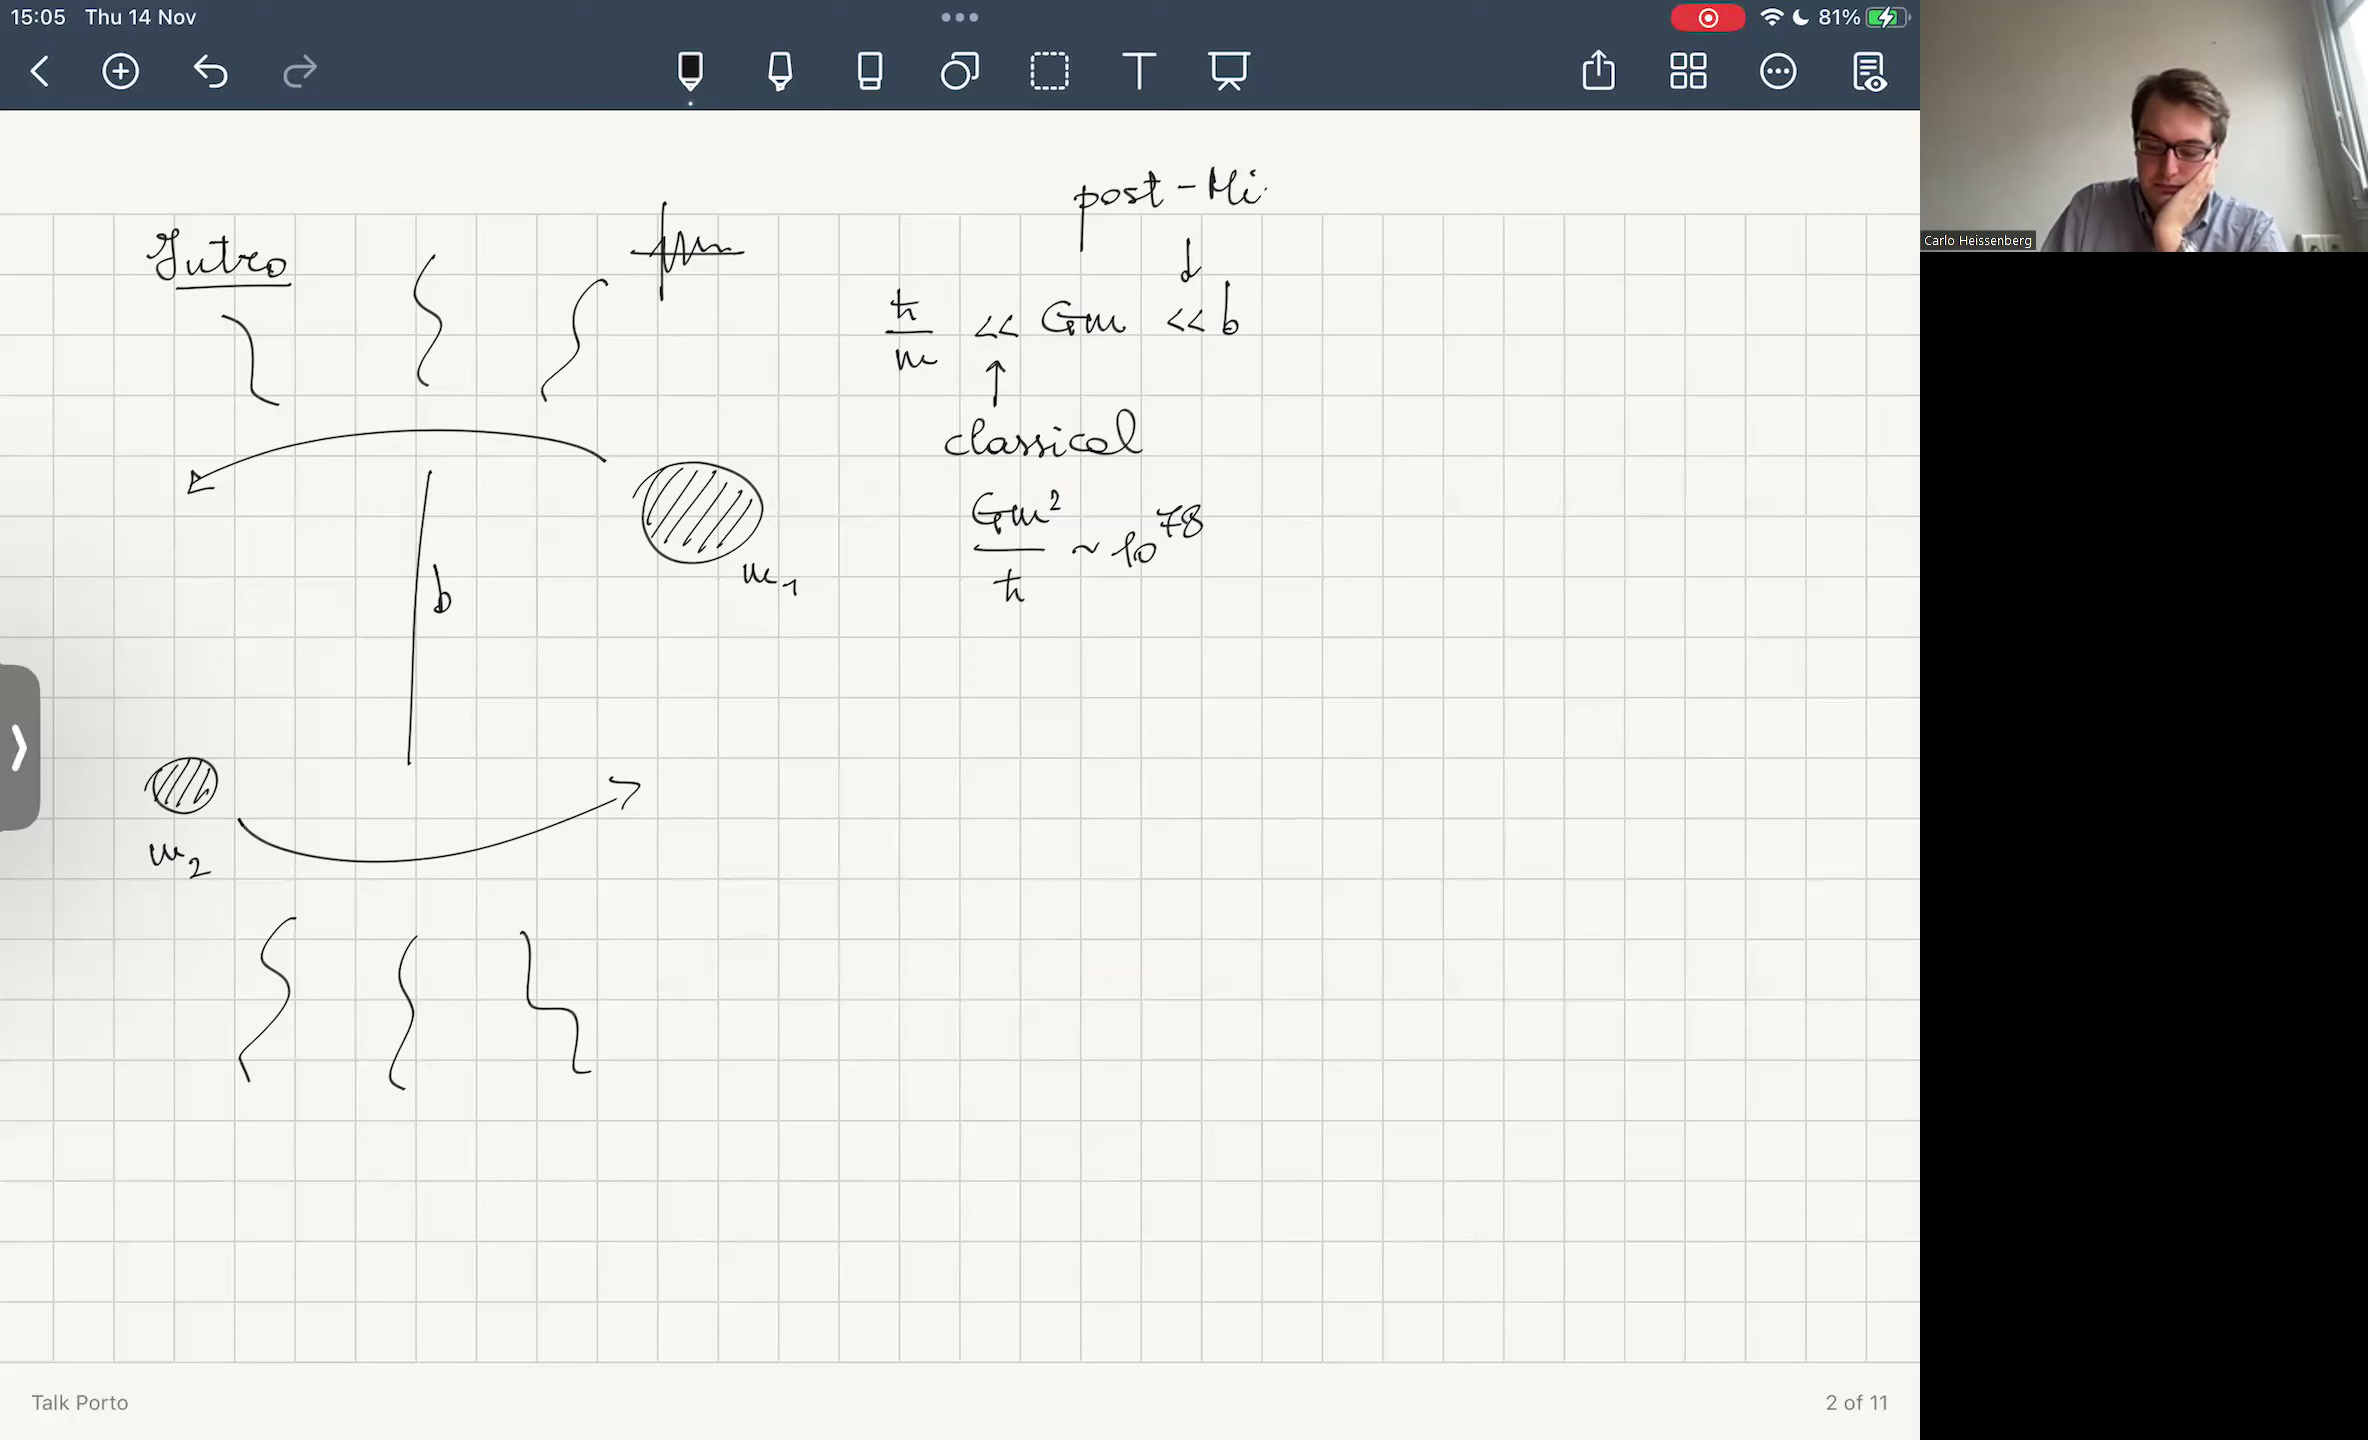 15:05 Thu 14 Nov
81%
Carlo Heissenberg
Intro
post-Mi
ħ/m << Gm << b
classical
Gm²/ħ ~ 10⁷⁸
m₁
b
m₂
Talk Porto
2 of 11